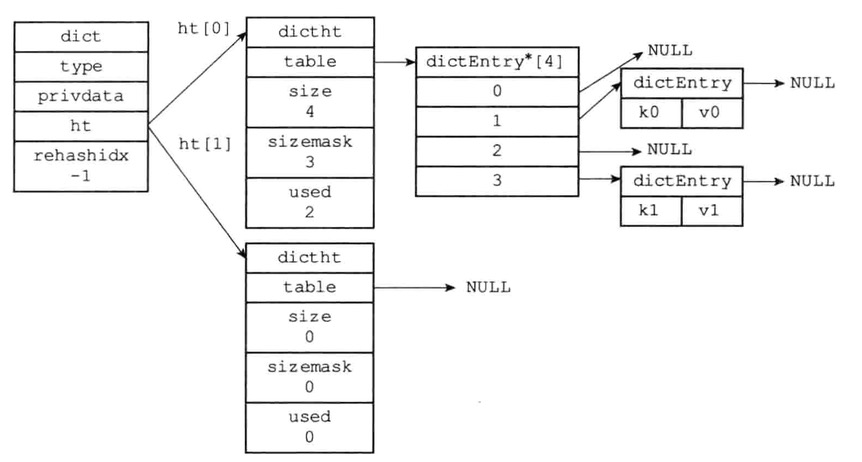 dict
type
privdata
ht
rehashidx
-1
ht[0]
ht[1]
dictht
table
size
4
sizemask
3
used
2
dictht
table
size
0
sizemask
0
used
0
NULL
dictEntry*[4]
0
1
2
3
NULL
dictEntry
k0 v0
NULL
NULL
dictEntry
k1 v1
NULL